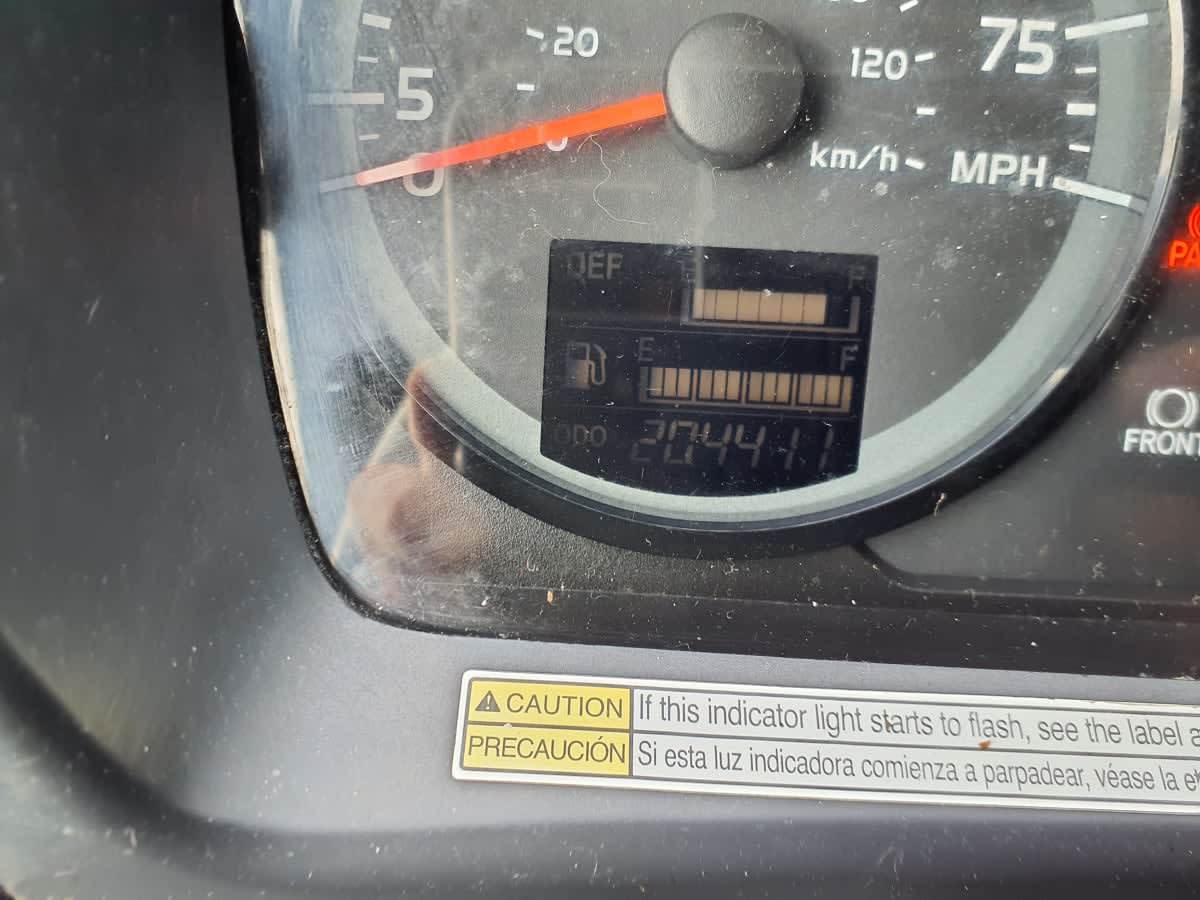 20
120
75
5
0
km/h
MPH
DEF
F
E
F
ODO
204411
FRONT
CAUTION
If this indicator light starts to flash, see the label
PRECAUCIÓN
Si esta luz indicadora comienza a parpadear, véase la